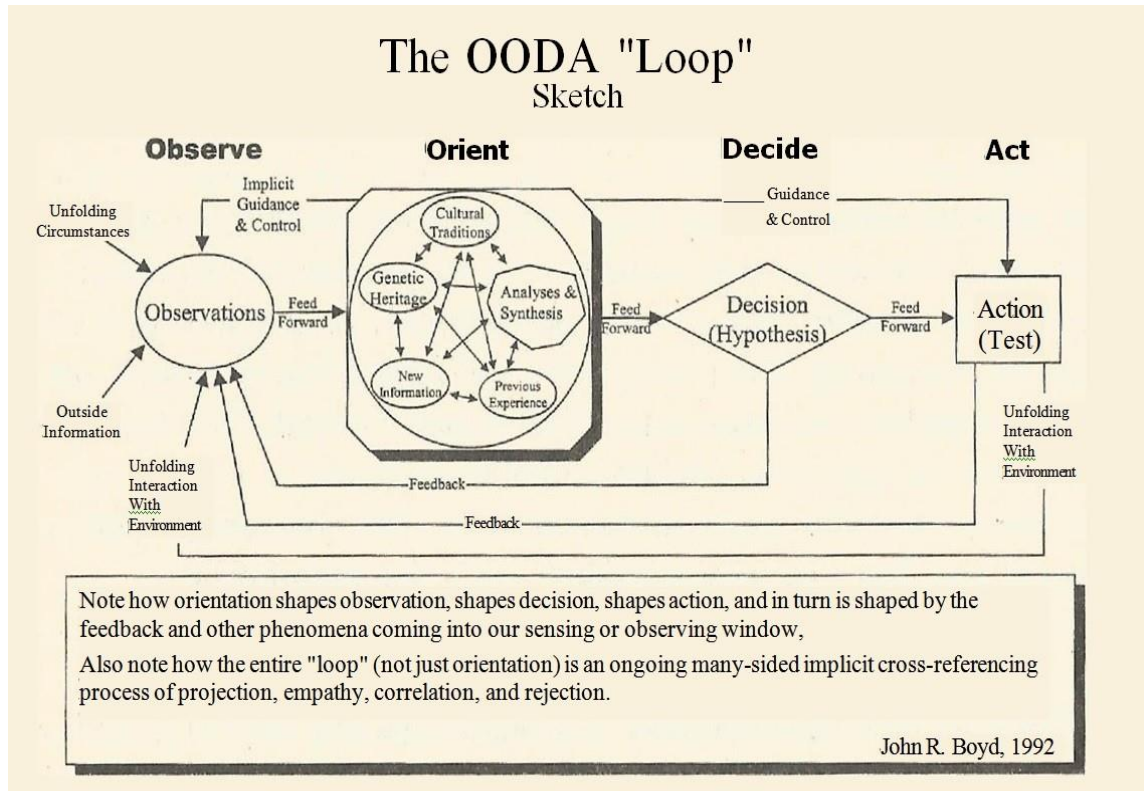 The OODA "Loop"
Sketch
Observe
Orient
Decide
Act
Implicit
Guidance
& Control
Guidance
& Control
Unfolding
Circumstances
Cultural
Traditions
Genetic
Heritage
Analyses &
Synthesis
New
Information
Previous
Experience
Observations
Feed
Forward
Feed
Forward
Decision
(Hypothesis)
Feed
Forward
Action
(Test)
Outside
Information
Unfolding
Interaction
With
Environment
Unfolding
Interaction
With
Environment
Feedback
Feedback
Note how orientation shapes observation, shapes decision, shapes action, and in turn is shaped by the
feedback and other phenomena coming into our sensing or observing window,
Also note how the entire "loop" (not just orientation) is an ongoing many-sided implicit cross-referencing
process of projection, empathy, correlation, and rejection.
John R. Boyd, 1992